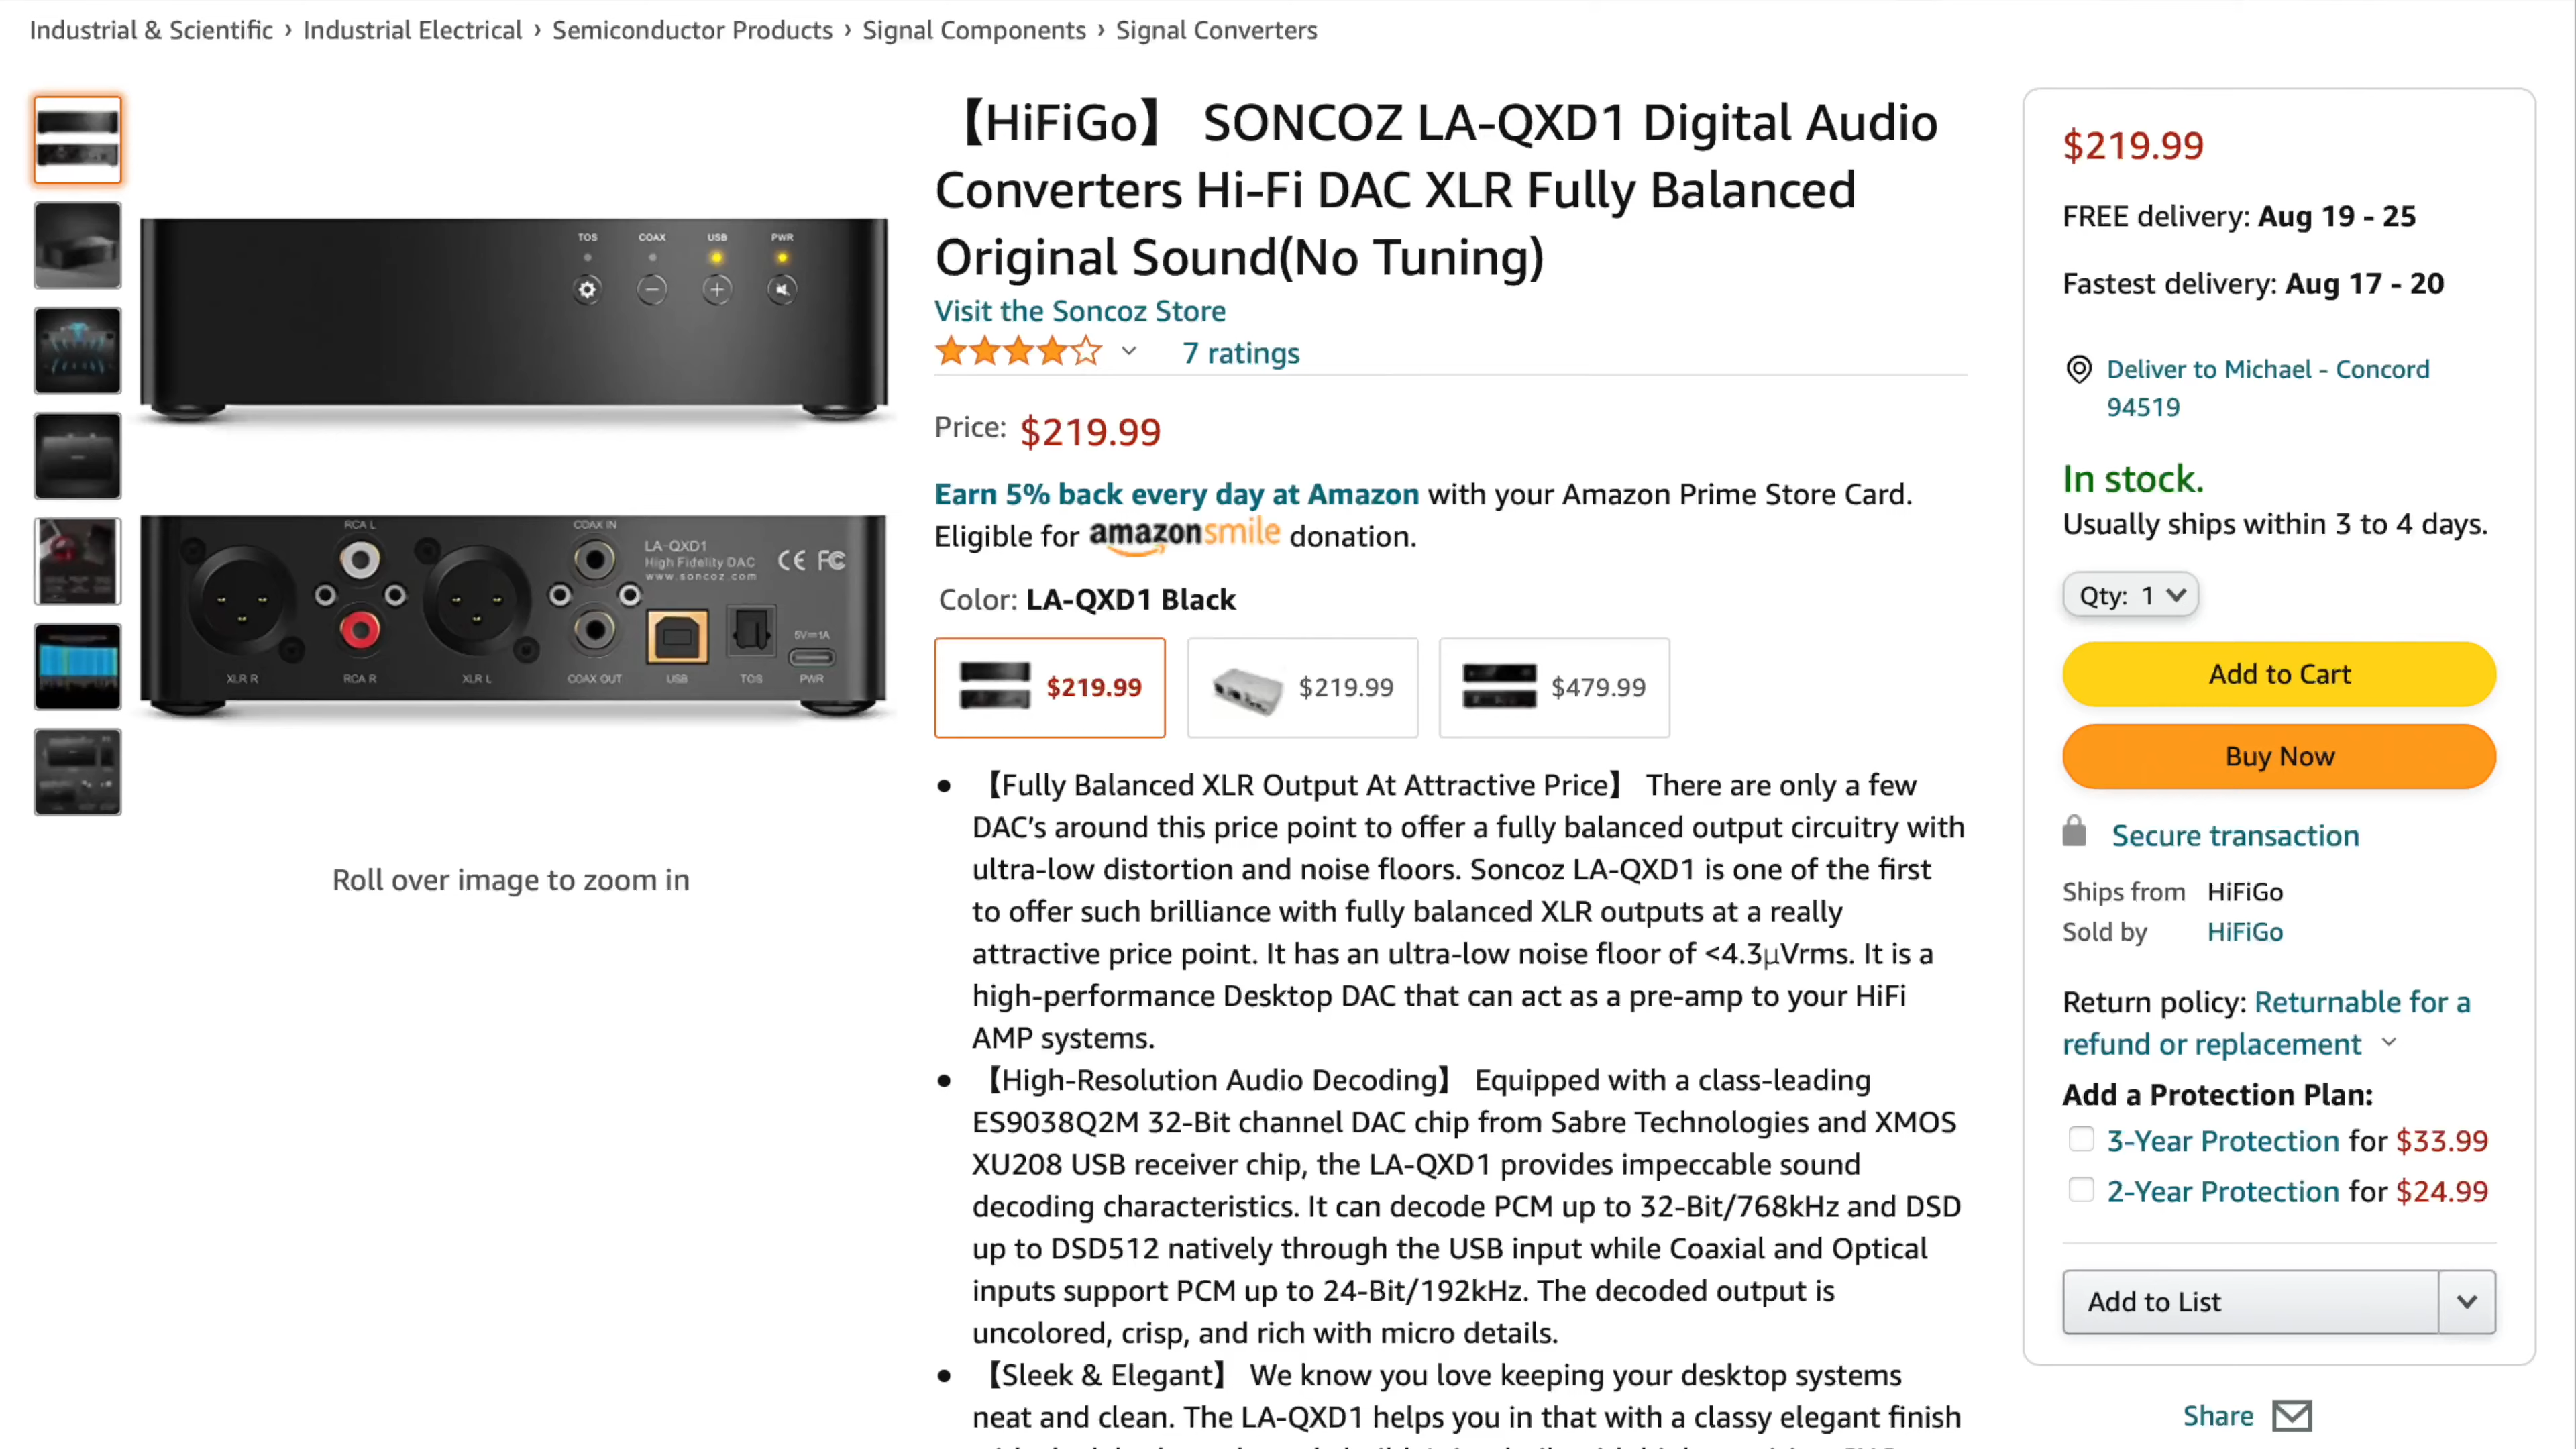 Industrial & Scientific › Industrial Electrical › Semiconductor Products › Signal Components › Signal Converters
【HiFiGo】 SONCOZ LA-QXD1 Digital Audio
Converters Hi-Fi DAC XLR Fully Balanced
Original Sound(No Tuning)
Visit the Soncoz Store
7 ratings
Price: $219.99
Earn 5% back every day at Amazon with your Amazon Prime Store Card.
Eligible for amazonsmile donation.
Color: LA-QXD1 Black
$219.99
$219.99
$479.99
TOS COAX USB PWR
RCA L
COAX IN
LA-QXD1
High Fidelity DAC
www.soncoz.com
CE FC
5V=1A
XLR R RCA R XLR L COAX OUT USB TOS PWR
Roll over image to zoom in
● 【Fully Balanced XLR Output At Attractive Price】 There are only a few
DAC's around this price point to offer a fully balanced output circuitry with
ultra-low distortion and noise floors. Soncoz LA-QXD1 is one of the first
to offer such brilliance with fully balanced XLR outputs at a really
attractive price point. It has an ultra-low noise floor of <4.3μVrms. It is a
high-performance Desktop DAC that can act as a pre-amp to your HiFi
AMP systems.
● 【High-Resolution Audio Decoding】 Equipped with a class-leading
ES9038Q2M 32-Bit channel DAC chip from Sabre Technologies and XMOS
XU208 USB receiver chip, the LA-QXD1 provides impeccable sound
decoding characteristics. It can decode PCM up to 32-Bit/768kHz and DSD
up to DSD512 natively through the USB input while Coaxial and Optical
inputs support PCM up to 24-Bit/192kHz. The decoded output is
uncolored, crisp, and rich with micro details.
● 【Sleek & Elegant】 We know you love keeping your desktop systems
neat and clean. The LA-QXD1 helps you in that with a classy elegant finish
$219.99
FREE delivery: Aug 19 - 25
Fastest delivery: Aug 17 - 20
Deliver to Michael - Concord
94519
In stock.
Usually ships within 3 to 4 days.
Qty: 1
Add to Cart
Buy Now
Secure transaction
Ships from HiFiGo
Sold by HiFiGo
Return policy: Returnable for a
refund or replacement
Add a Protection Plan:
3-Year Protection for $33.99
2-Year Protection for $24.99
Add to List
Share